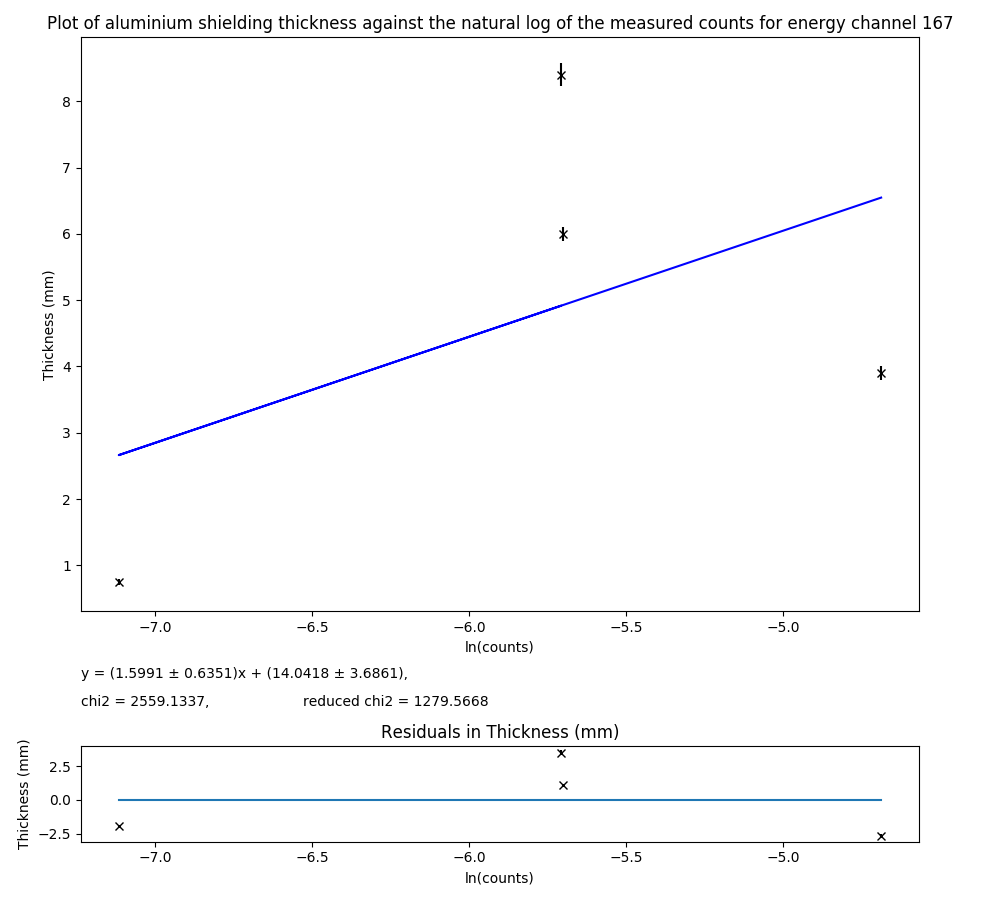 Plot of aluminium shielding thickness against the natural log of the measured counts for energy channel 167
8
7
6
5
4
3
2
1
Thickness (mm)
−7.0 −6.5 −6.0 −5.5 −5.0
ln(counts)
y = (1.5991 ± 0.6351)x + (14.0418 ± 3.6861),
chi2 = 2559.1337, reduced chi2 = 1279.5668
Residuals in Thickness (mm)
2.5
0.0
−2.5
Thickness (mm)
−7.0 −6.5 −6.0 −5.5 −5.0
ln(counts)